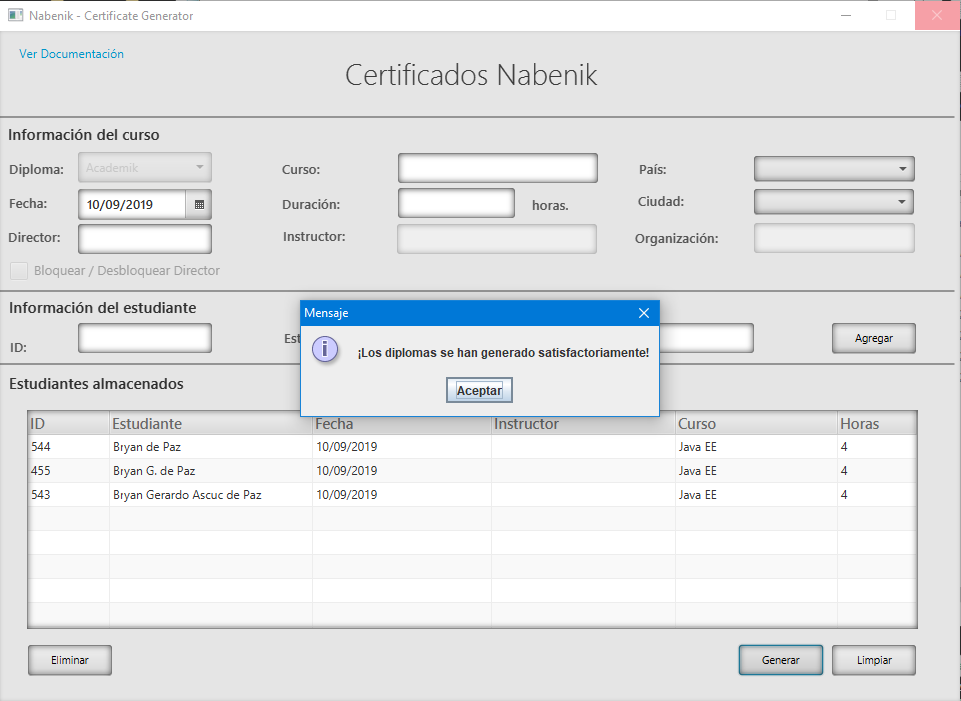 Nabenik - Certificate Generator
Ver Documentación
Certificados Nabenik
Información del curso
Diploma: Academik Curso: País:
Fecha: 10/09/2019 Duración: horas. Ciudad:
Director: Instructor: Organización:
Bloquear / Desbloquear Director
Información del estudiante
Mensaje
ID: Agregar
¡Los diplomas se han generado satisfactoriamente!
Aceptar
Estudiantes almacenados
ID Estudiante Fecha Instructor Curso Horas
544 Bryan de Paz 10/09/2019 Java EE 4
455 Bryan G. de Paz 10/09/2019 Java EE 4
543 Bryan Gerardo Ascuc de Paz 10/09/2019 Java EE 4
Eliminar Generar Limpiar